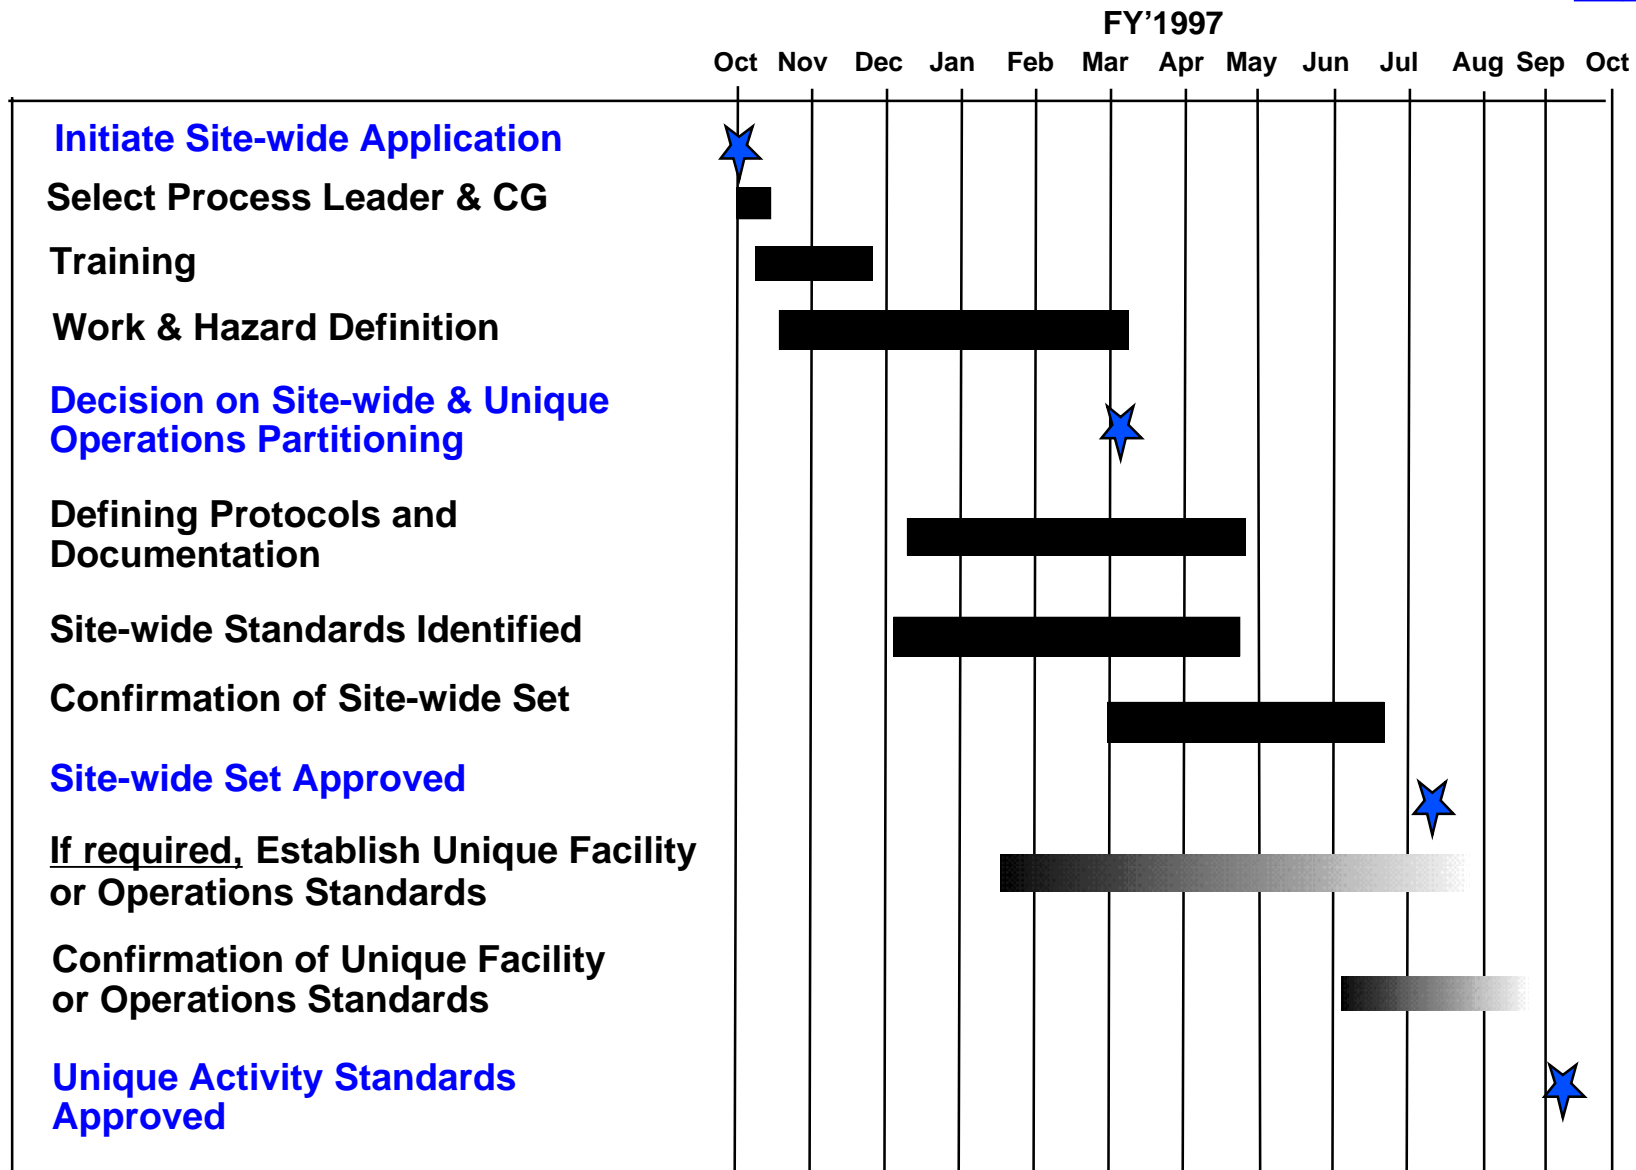 FY’1997
Oct Nov Dec Jan Feb Mar Apr May Jun Jul Aug Sep Oct
Initiate Site-wide Application
Select Process Leader & CG
Training
Work & Hazard Definition
Decision on Site-wide & Unique
Operations Partitioning
Defining Protocols and
Documentation
Site-wide Standards Identified
Confirmation of Site-wide Set
Site-wide Set Approved
If required, Establish Unique Facility
or Operations Standards
Confirmation of Unique Facility
or Operations Standards
Unique Activity Standards
Approved